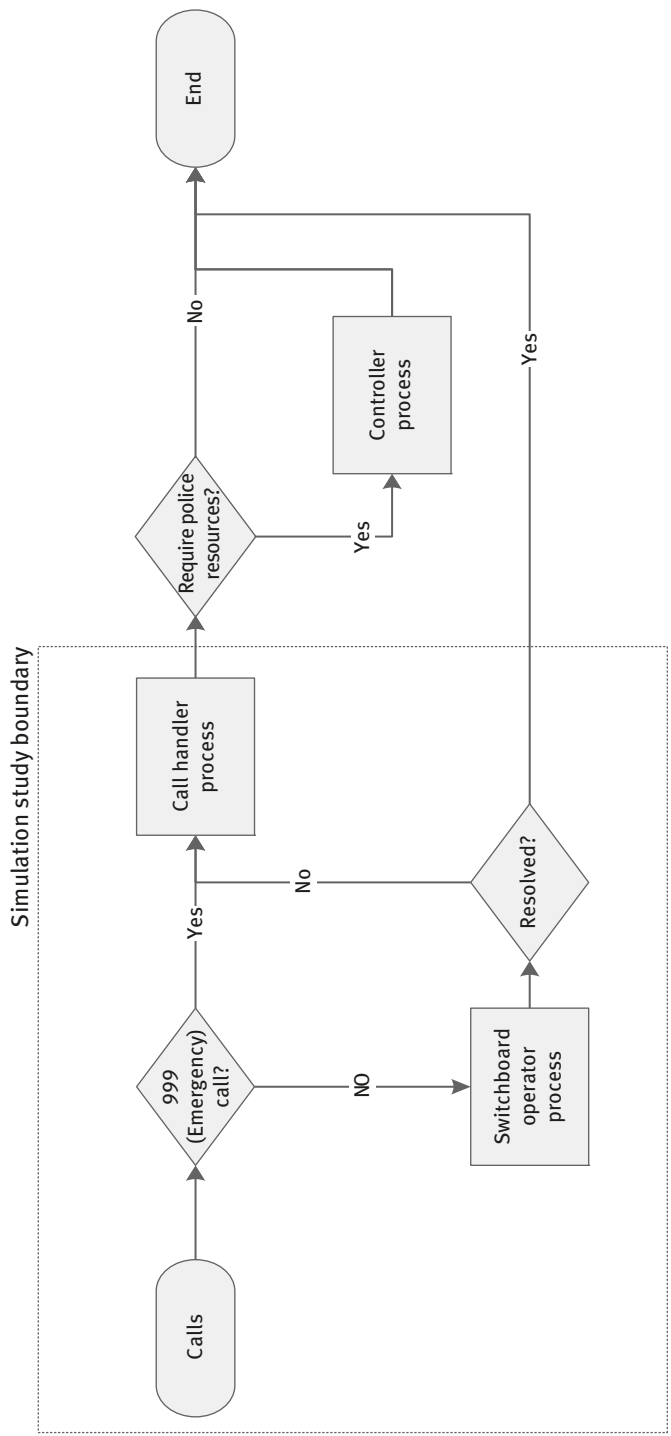 Simulation study boundary
Calls
999
(Emergency)
call?
Yes
NO
Switchboard
operator
process
Resolved?
No
Yes
Call handler
process
Require police
resources?
No
Yes
Controller
process
End